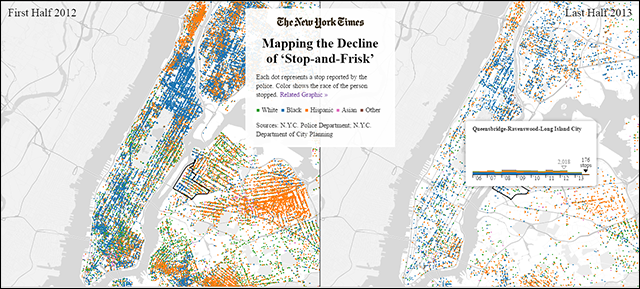 First Half 2012
The New York Times
Last Half 2013
Mapping the Decline
of ‘Stop-and-Frisk’
Each dot represents a stop reported by the
police. Color shows the race of the person
stopped. Related Graphic »
White Black Hispanic Asian Other
Sources: N.Y.C. Police Department; N.Y.C.
Department of City Planning
Queensbridge-Ravenswood-Long Island City
2,018
176
stops
06 07 08 09 10 11 12 13